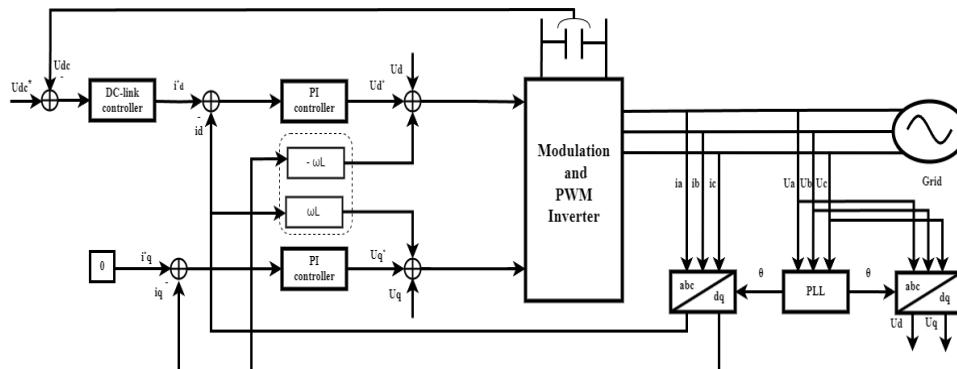 Udc*
Udc
-
DC-link
controller
i*d
-
id
PI
controller
Ud*
Ud
- ωL
ωL
0
i*q
iq -
PI
controller
Uq*
Uq
Modulation
and
PWM
Inverter
ia
ib
ic
Ua
Ub
Uc
Grid
abc
dq
θ
PLL
θ
abc
dq
Ud
Uq